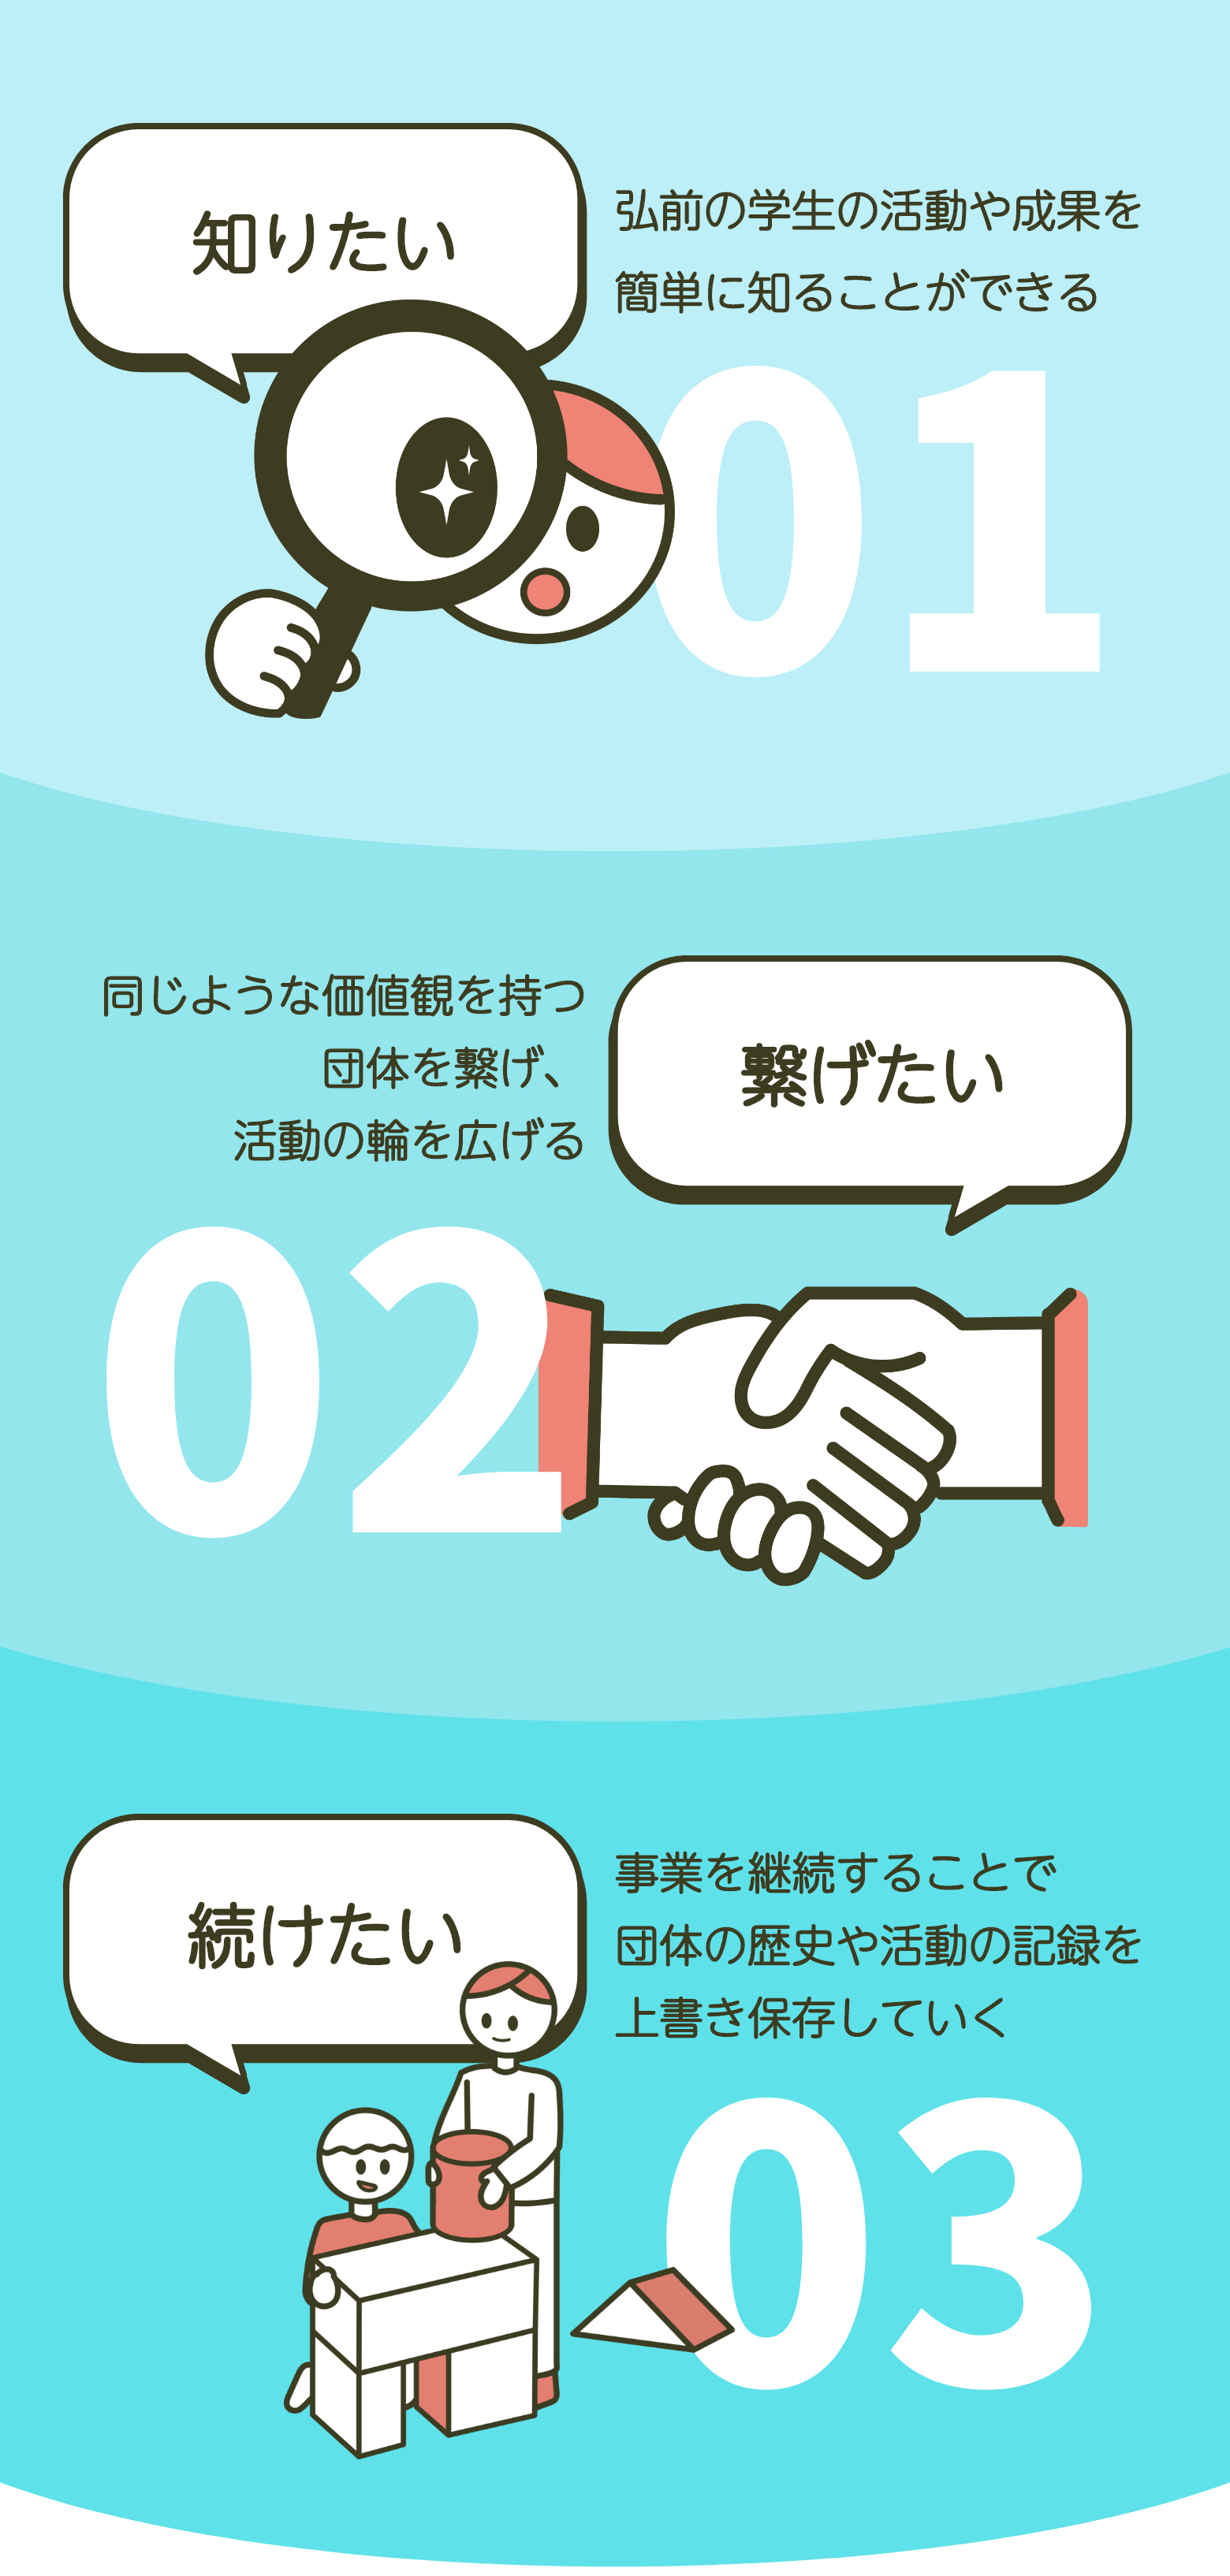 知りたい
弘前の学生の活動や成果を
簡単に知ることができる
01
同じような価値観を持つ
団体を繋げ、
活動の輪を広げる
繋げたい
02
続けたい
事業を継続することで
団体の歴史や活動の記録を
上書き保存していく
03